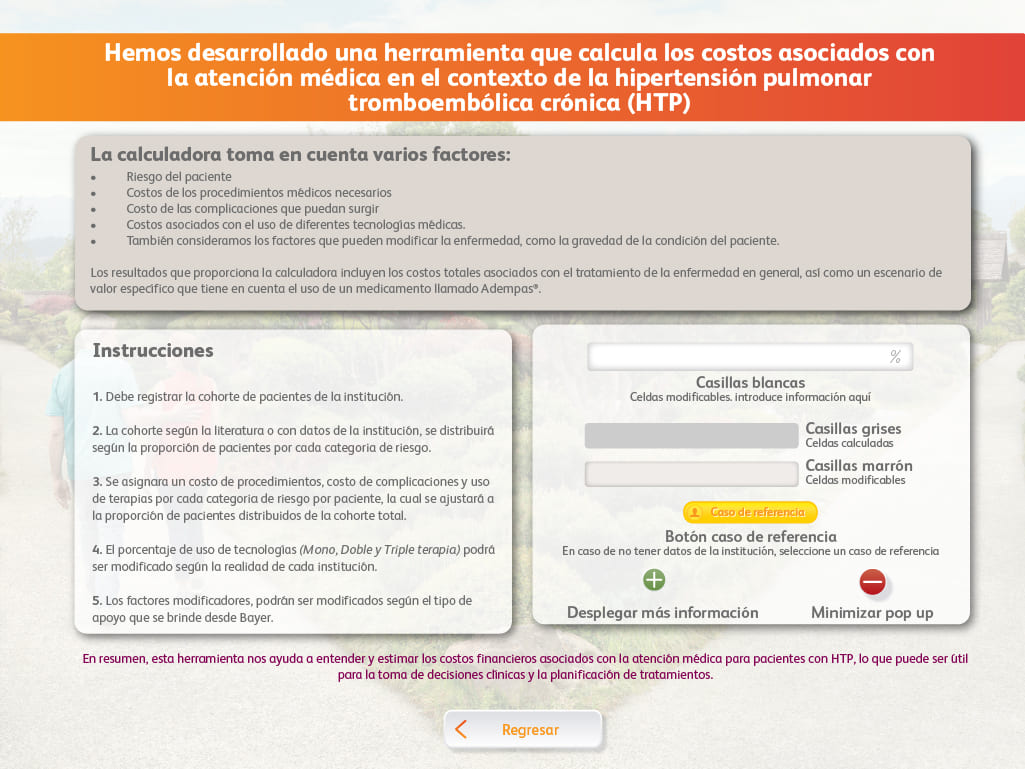 Hemos desarrollado una herramienta que calcula los costos asociados con
la atención médica en el contexto de la hipertensión pulmonar
tromboembólica crónica (HTP)
La calculadora toma en cuenta varios factores:
• Riesgo del paciente
• Costos de los procedimientos médicos necesarios
• Costo de las complicaciones que puedan surgir
• Costos asociados con el uso de diferentes tecnologías médicas.
• También consideramos los factores que pueden modificar la enfermedad, como la gravedad de la condición del paciente.
Los resultados que proporciona la calculadora incluyen los costos totales asociados con el tratamiento de la enfermedad en general, así como un escenario de
valor específico que tiene en cuenta el uso de un medicamento llamado Adempas®.
Instrucciones
1. Debe registrar la cohorte de pacientes de la institución.
2. La cohorte según la literatura o con datos de la institución, se distribuirá
según la proporción de pacientes por cada categoria de riesgo.
3. Se asignara un costo de procedimientos, costo de complicaciones y uso
de terapias por cada categoria de riesgo por paciente, la cual se ajustará a
la proporción de pacientes distribuidos de la cohorte total.
4. El porcentaje de uso de tecnologías (Mono, Doble y Triple terapia) podrá
ser modificado según la realidad de cada institución.
5. Los factores modificadores, podrán ser modificados según el tipo de
apoyo que se brinde desde Bayer.
%
Casillas blancas
Celdas modificables. introduce información aquí
Casillas grises
Celdas calculadas
Casillas marrón
Celdas modificables
Caso de referencia
Botón caso de referencia
En caso de no tener datos de la institución, seleccione un caso de referencia
Desplegar más información
Minimizar pop up
En resumen, esta herramienta nos ayuda a entender y estimar los costos financieros asociados con la atención médica para pacientes con HTP, lo que puede ser útil
para la toma de decisiones clínicas y la planificación de tratamientos.
Regresar